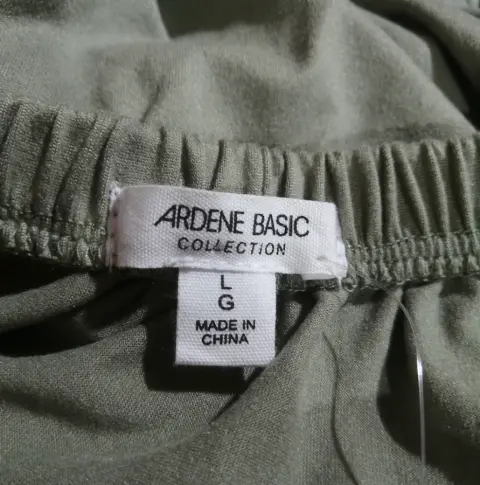 ARDENE BASIC
COLLECTION
L
G
MADE IN
CHINA